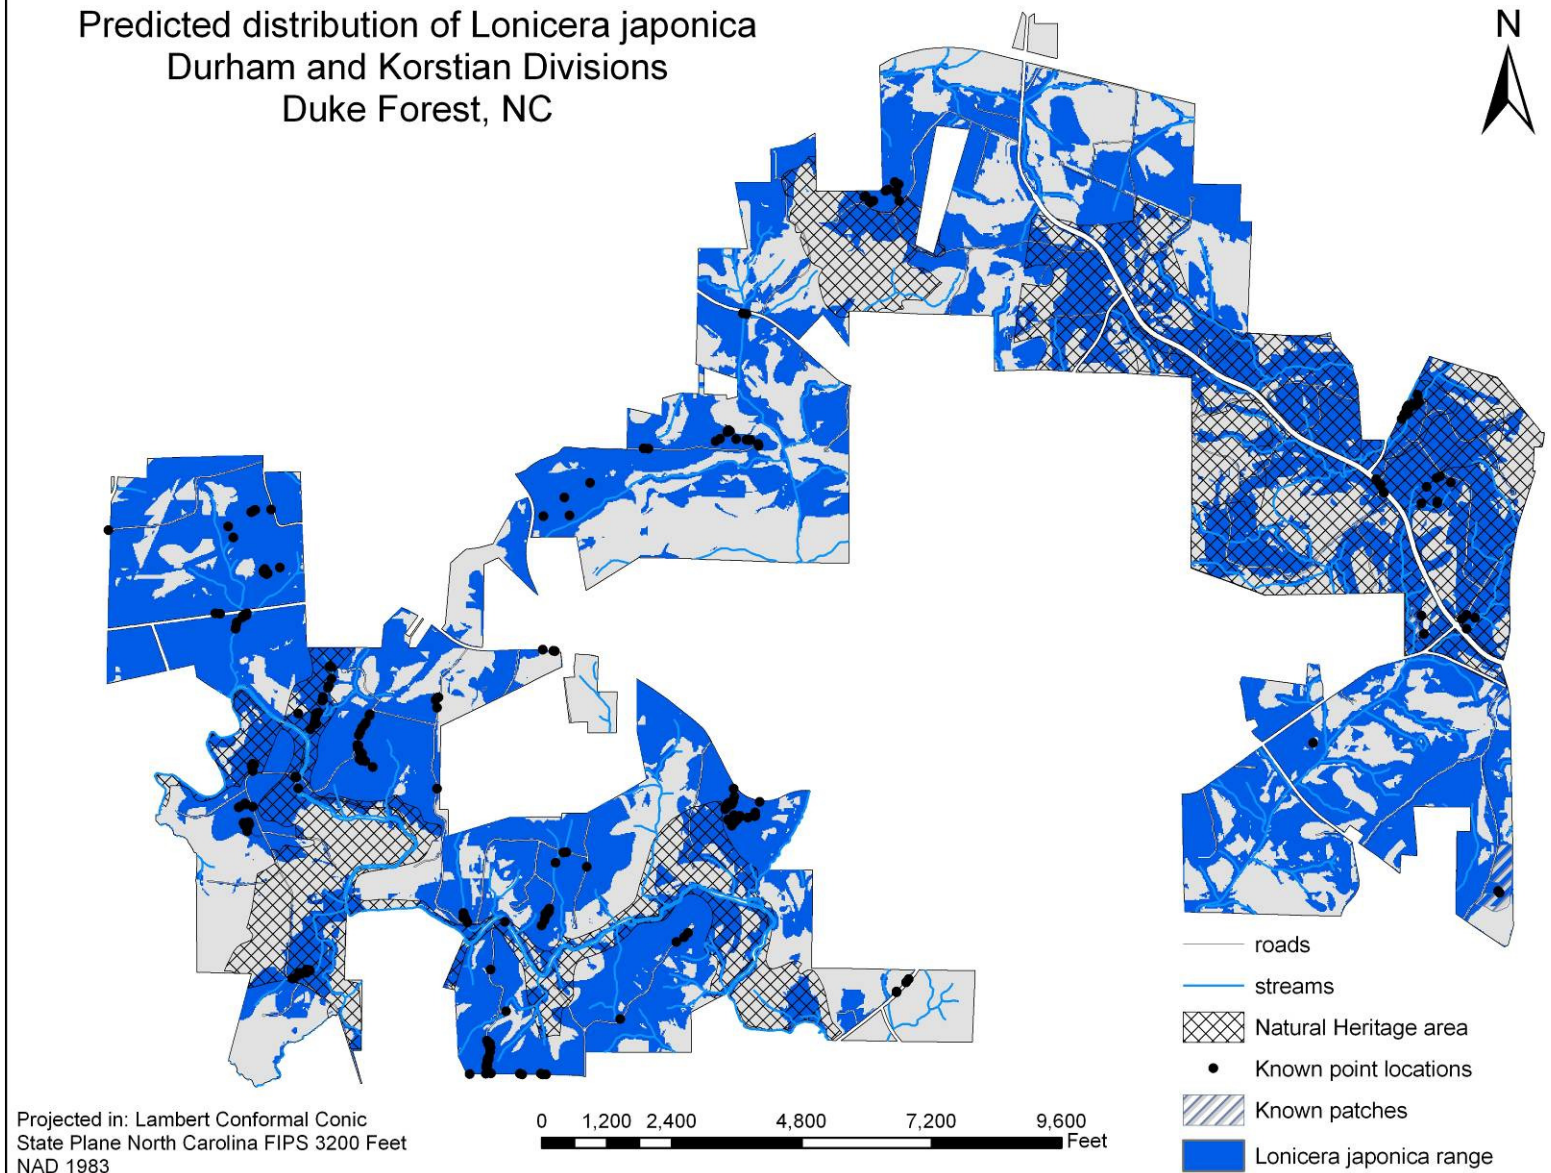 Predicted distribution of Lonicera japonica
Durham and Korstian Divisions
Duke Forest, NC
N
roads
streams
Natural Heritage area
Known point locations
Known patches
Lonicera japonica range
Projected in: Lambert Conformal Conic
State Plane North Carolina FIPS 3200 Feet
NAD 1983
0 1,200 2,400 4,800 7,200 9,600
Feet